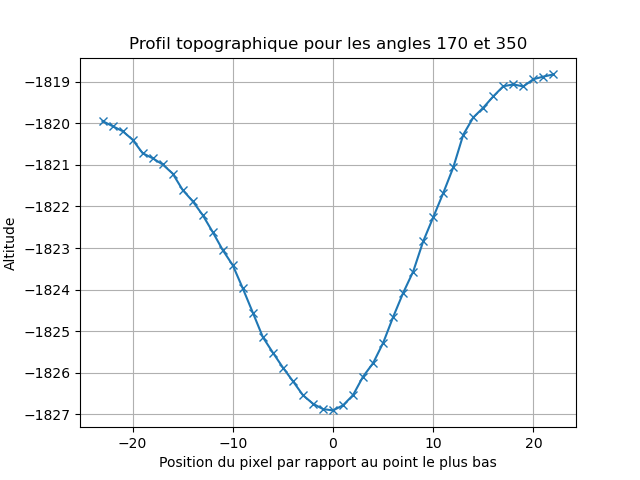 Profil topographique pour les angles 170 et 350
Altitude
−1819
−1820
−1821
−1822
−1823
−1824
−1825
−1826
−1827
−20 −10 0 10 20
Position du pixel par rapport au point le plus bas